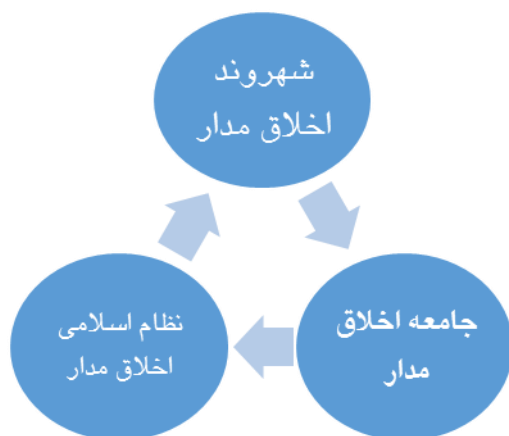 شهروند
اخلاق مدار
جامعه اخلاق
مدار
نظام اسلامی
اخلاق مدار